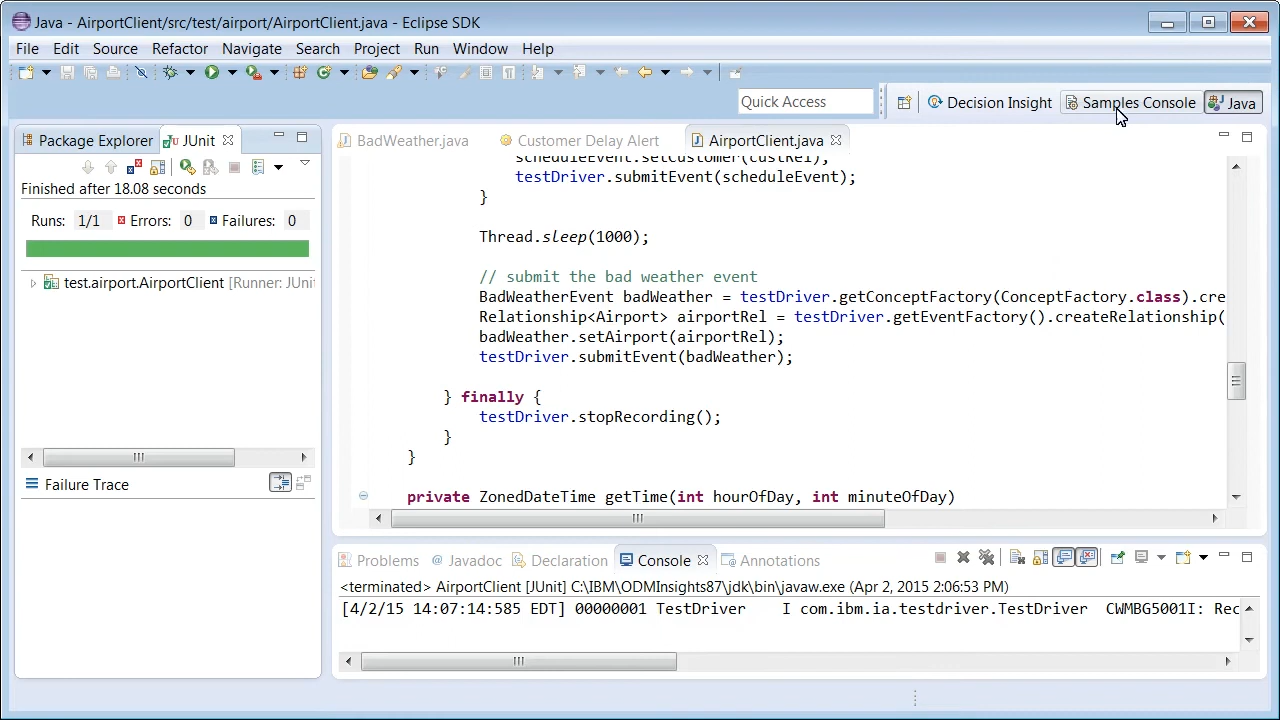 Java - AirportClient/src/test/airport/AirportClient.java - Eclipse SDK
File Edit Source Refactor Navigate Search Project Run Window Help
Quick Access Decision Insight Samples Console Java
Package Explorer JUnit
BadWeather.java Customer Delay Alert AirportClient.java
Finished after 18.08 seconds
Runs: 1/1 Errors: 0 Failures: 0
test.airport.AirportClient [Runner: JUnit
Failure Trace
scheduleEvent.setCustomer(custRel);
testDriver.submitEvent(scheduleEvent);
}
Thread.sleep(1000);
// submit the bad weather event
BadWeatherEvent badWeather = testDriver.getConceptFactory(ConceptFactory.class).cre
Relationship<Airport> airportRel = testDriver.getEventFactory().createRelationship(
badWeather.setAirport(airportRel);
testDriver.submitEvent(badWeather);
} finally {
testDriver.stopRecording();
}
}
private ZonedDateTime getTime(int hourOfDay, int minuteOfDay)
Problems @ Javadoc Declaration Console Annotations
<terminated> AirportClient [JUnit] C:\IBM\ODMInsights87\jdk\bin\javaw.exe (Apr 2, 2015 2:06:53 PM)
[4/2/15 14:07:14:585 EDT] 00000001 TestDriver I com.ibm.ia.testdriver.TestDriver CWMBG5001I: Rec